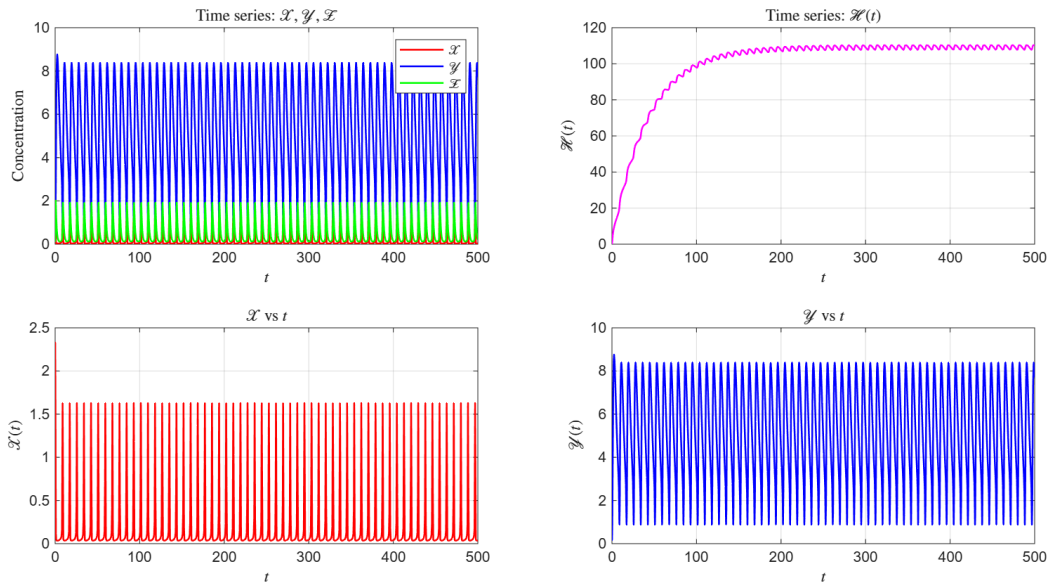 Time series: 𝒳, 𝒴, 𝒵
10
8
6
4
2
0
Concentration
𝒳
𝒴
𝒵
0 100 200 300 400 500
t
Time series: ℋ(t)
120
100
80
60
40
20
0
ℋ(t)
0 100 200 300 400 500
t
𝒳 vs t
2.5
2
1.5
1
0.5
0
𝒳(t)
0 100 200 300 400 500
t
𝒴 vs t
10
8
6
4
2
0
𝒴(t)
0 100 200 300 400 500
t